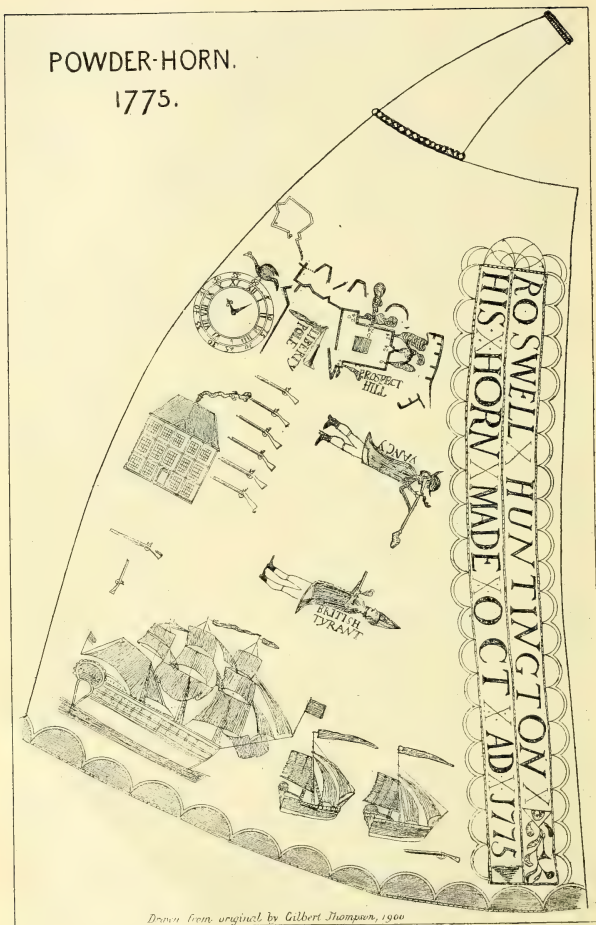 POWDER-HORN.
1775.
LIBERTY
POLE
PROSPECT
HILL
YANCY
BRITISH
TYRANT
ROSWELL X HUNTINGTON X
HIS X HORN X MADE X OCT X AD 1775
Drawn from original by Gilbert Thompson, 1900